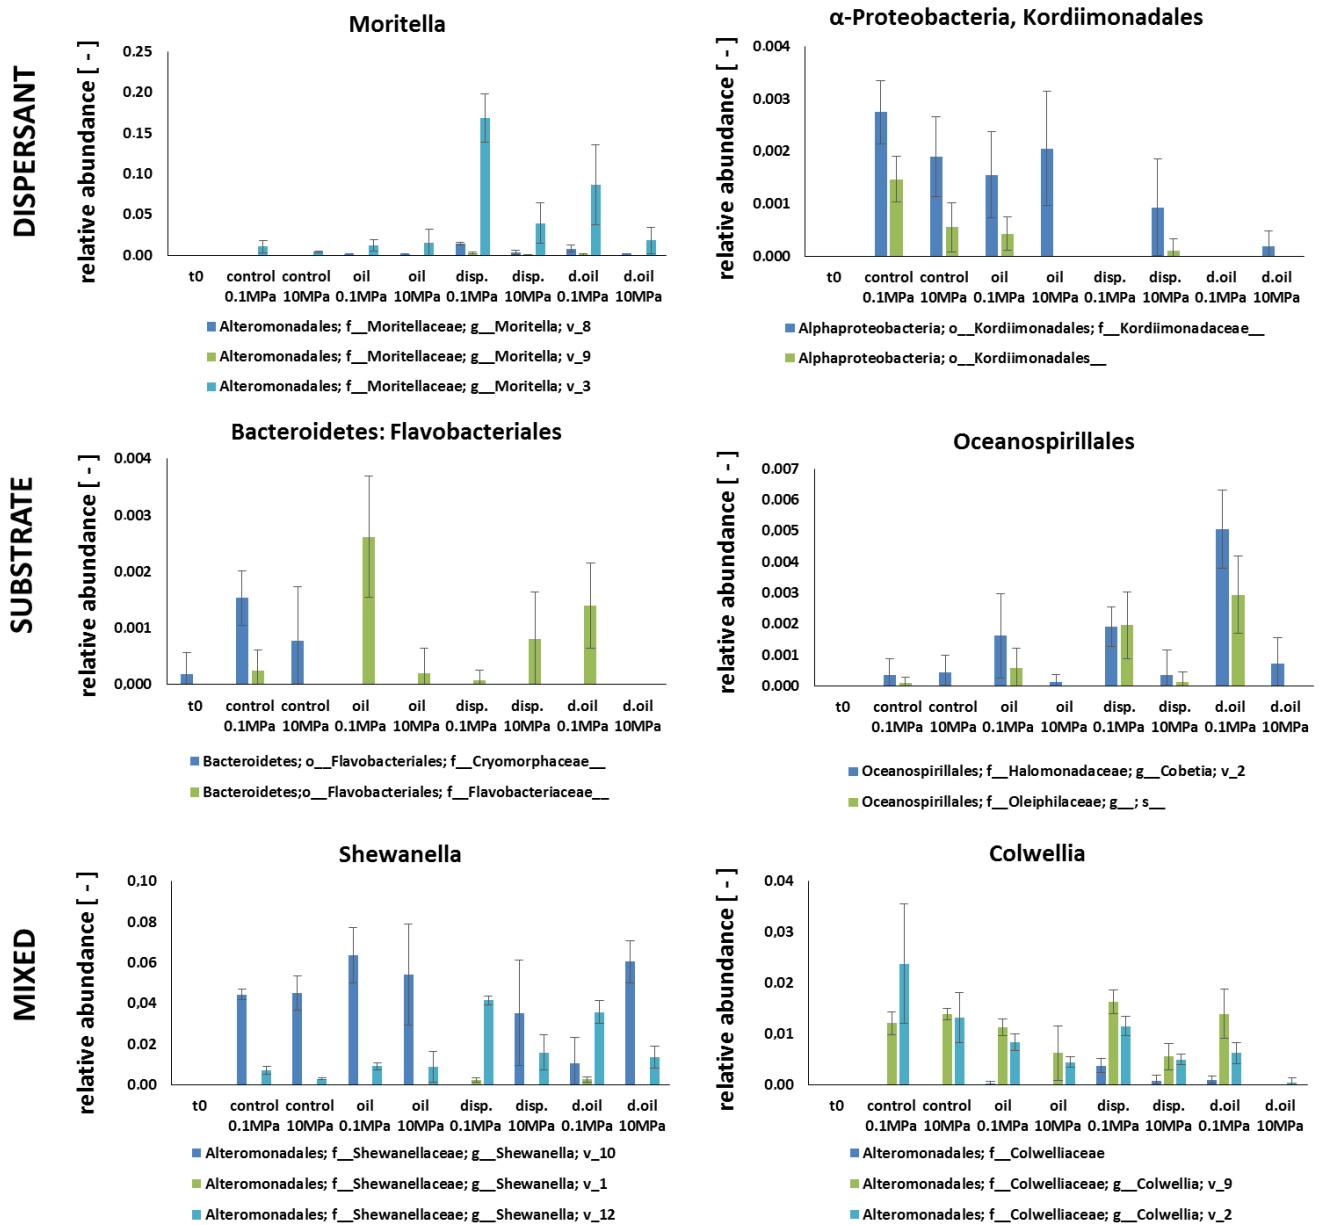 DISPERSANT
Moritella
relative abundance [ - ]
0.25
0.20
0.15
0.10
0.05
0.00
t0 control control oil oil disp. disp. d.oil d.oil
0.1MPa 10MPa 0.1MPa 10MPa 0.1MPa 10MPa 0.1MPa 10MPa
Alteromonadales; f__Moritellaceae; g__Moritella; v_8
Alteromonadales; f__Moritellaceae; g__Moritella; v_9
Alteromonadales; f__Moritellaceae; g__Moritella; v_3
α-Proteobacteria, Kordiimonadales
relative abundance [ - ]
0.004
0.003
0.002
0.001
0.000
t0 control control oil oil disp. disp. d.oil d.oil
0.1MPa 10MPa 0.1MPa 10MPa 0.1MPa 10MPa 0.1MPa 10MPa
Alphaproteobacteria; o__Kordiimonadales; f__Kordiimonadaceae__
Alphaproteobacteria; o__Kordiimonadales__
SUBSTRATE
Bacteroidetes: Flavobacteriales
relative abundance [ - ]
0.004
0.003
0.002
0.001
0,000
t0 control control oil oil disp. disp. d.oil d.oil
0.1MPa 10MPa 0.1MPa 10MPa 0.1MPa 10MPa 0.1MPa 10MPa
Bacteroidetes; o__Flavobacteriales; f__Cryomorphaceae__
Bacteroidetes;o__Flavobacteriales; f__Flavobacteriaceae__
Oceanospirillales
relative abundance [ - ]
0.007
0.006
0.005
0.004
0.003
0.002
0.001
0.000
t0 control control oil oil disp. disp. d.oil d.oil
0.1MPa 10MPa 0.1MPa 10MPa 0.1MPa 10MPa 0.1MPa 10MPa
Oceanospirillales; f__Halomonadaceae; g__Cobetia; v_2
Oceanospirillales; f__Oleiphilaceae; g__; s__
MIXED
Shewanella
relative abundance [ - ]
0,10
0.08
0.06
0.04
0.02
0.00
t0 control control oil oil disp. disp. d.oil d.oil
0.1MPa 10MPa 0.1MPa 10MPa 0.1MPa 10MPa 0.1MPa 10MPa
Alteromonadales; f__Shewanellaceae; g__Shewanella; v_10
Alteromonadales; f__Shewanellaceae; g__Shewanella; v_1
Alteromonadales; f__Shewanellaceae; g__Shewanella; v_12
Colwellia
relative abundance [ - ]
0.04
0.03
0.02
0.01
0.00
t0 control control oil oil disp. disp. d.oil d.oil
0.1MPa 10MPa 0.1MPa 10MPa 0.1MPa 10MPa 0.1MPa 10MPa
Alteromonadales; f__Colwelliaceae
Alteromonadales; f__Colwelliaceae; g__Colwellia; v_9
Alteromonadales; f__Colwelliaceae; g__Colwellia; v_2